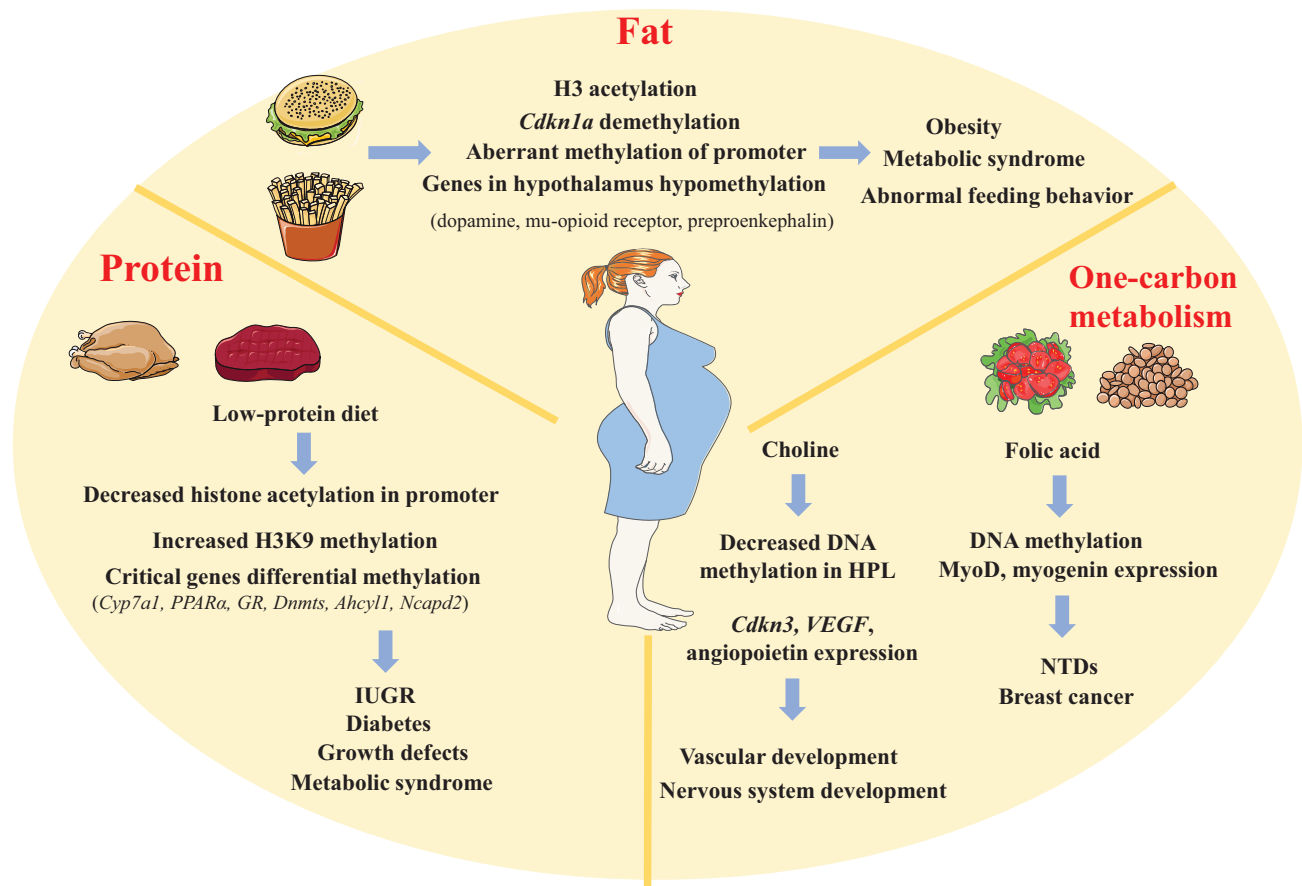 Fat
H3 acetylation
Cdkn1a demethylation
Aberrant methylation of promoter
Genes in hypothalamus hypomethylation
(dopamine, mu-opioid receptor, preproenkephalin)
Obesity
Metabolic syndrome
Abnormal feeding behavior
Protein
Low-protein diet
Decreased histone acetylation in promoter
Increased H3K9 methylation
Critical genes differential methylation
(Cyp7a1, PPARα, GR, Dnmts, Ahcyl1, Ncapd2)
IUGR
Diabetes
Growth defects
Metabolic syndrome
One-carbon
metabolism
Choline
Decreased DNA
methylation in HPL
Cdkn3, VEGF,
angiopoietin expression
Vascular development
Nervous system development
Folic acid
DNA methylation
MyoD, myogenin expression
NTDs
Breast cancer